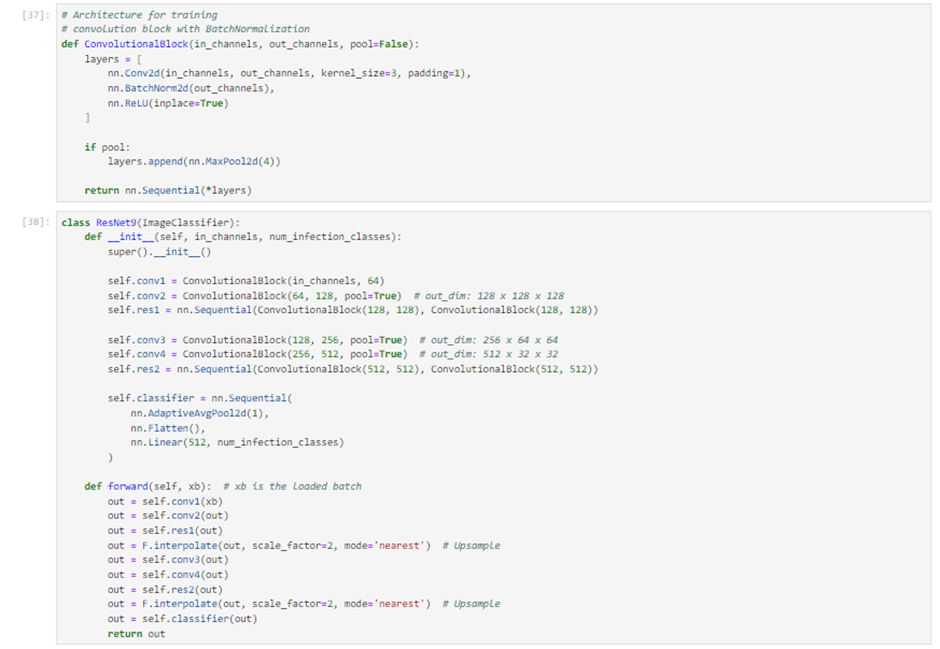 [37]: # Architecture for training
# convolution block with BatchNormalization
def ConvolutionalBlock(in_channels, out_channels, pool=False):
    layers = [
        nn.Conv2d(in_channels, out_channels, kernel_size=3, padding=1),
        nn.BatchNorm2d(out_channels),
        nn.ReLU(inplace=True)
    ]

    if pool:
        layers.append(nn.MaxPool2d(4))

    return nn.Sequential(*layers)

[38]: class ResNet9(ImageClassifier):
    def __init__(self, in_channels, num_infection_classes):
        super().__init__()

        self.conv1 = ConvolutionalBlock(in_channels, 64)
        self.conv2 = ConvolutionalBlock(64, 128, pool=True)  # out_dim: 128 x 128 x 128
        self.res1 = nn.Sequential(ConvolutionalBlock(128, 128), ConvolutionalBlock(128, 128))

        self.conv3 = ConvolutionalBlock(128, 256, pool=True)  # out_dim: 256 x 64 x 64
        self.conv4 = ConvolutionalBlock(256, 512, pool=True)  # out_dim: 512 x 32 x 32
        self.res2 = nn.Sequential(ConvolutionalBlock(512, 512), ConvolutionalBlock(512, 512))

        self.classifier = nn.Sequential(
            nn.AdaptiveAvgPool2d(1),
            nn.Flatten(),
            nn.Linear(512, num_infection_classes)
        )

    def forward(self, xb):  # xb is the Loaded batch
        out = self.conv1(xb)
        out = self.conv2(out)
        out = self.res1(out)
        out = F.interpolate(out, scale_factor=2, mode='nearest')  # Upsample
        out = self.conv3(out)
        out = self.conv4(out)
        out = self.res2(out)
        out = F.interpolate(out, scale_factor=2, mode='nearest')  # Upsample
        out = self.classifier(out)
        return out